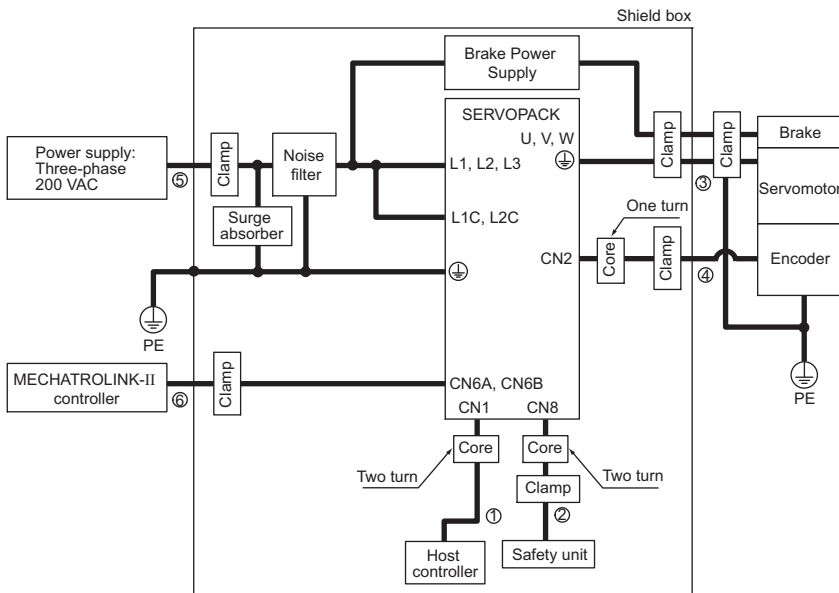 Shield box
Brake Power
Supply
SERVOPACK
U, V, W
Clamp
Clamp
Brake
Power supply:
Three-phase
200 VAC
⑤
Clamp
Noise
filter
L1, L2, L3
③
Servomotor
Surge
absorber
L1C, L2C
One turn
CN2
Core
Clamp
④
Encoder
PE
PE
MECHATROLINK-II
controller
⑥
Clamp
CN6A, CN6B
CN1
CN8
Core
Core
Two turn
Two turn
Clamp
①
②
Host
controller
Safety unit